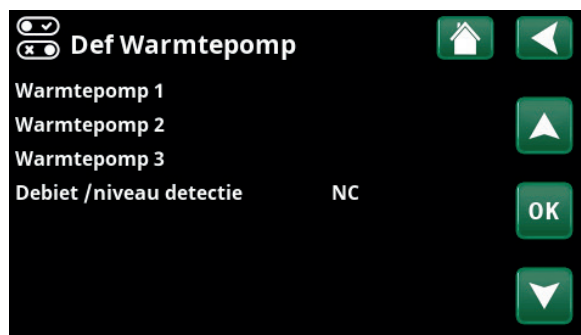 Def Warmtepomp
Warmtepomp 1
Warmtepomp 2
Warmtepomp 3
Debiet /niveau detectie NC
OK